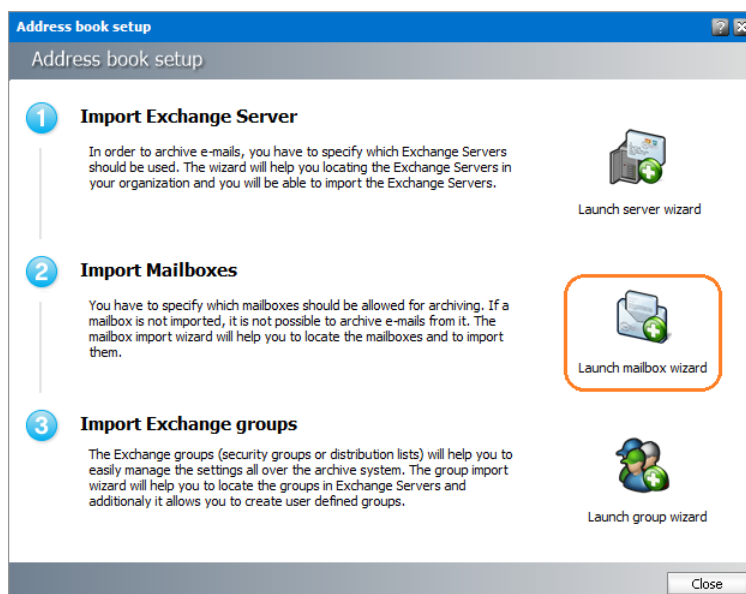 Address book setup
Address book setup
1
Import Exchange Server
In order to archive e-mails, you have to specify which Exchange Servers
should be used. The wizard will help you locating the Exchange Servers in
your organization and you will be able to import the Exchange Servers.
Launch server wizard
2
Import Mailboxes
You have to specify which mailboxes should be allowed for archiving. If a
mailbox is not imported, it is not possible to archive e-mails from it. The
mailbox import wizard will help you to locate the mailboxes and to import
them.
Launch mailbox wizard
3
Import Exchange groups
The Exchange groups (security groups or distribution lists) will help you to
easily manage the settings all over the archive system. The group import
wizard will help you to locate the groups in Exchange Servers and
additionaly it allows you to create user defined groups.
Launch group wizard
Close